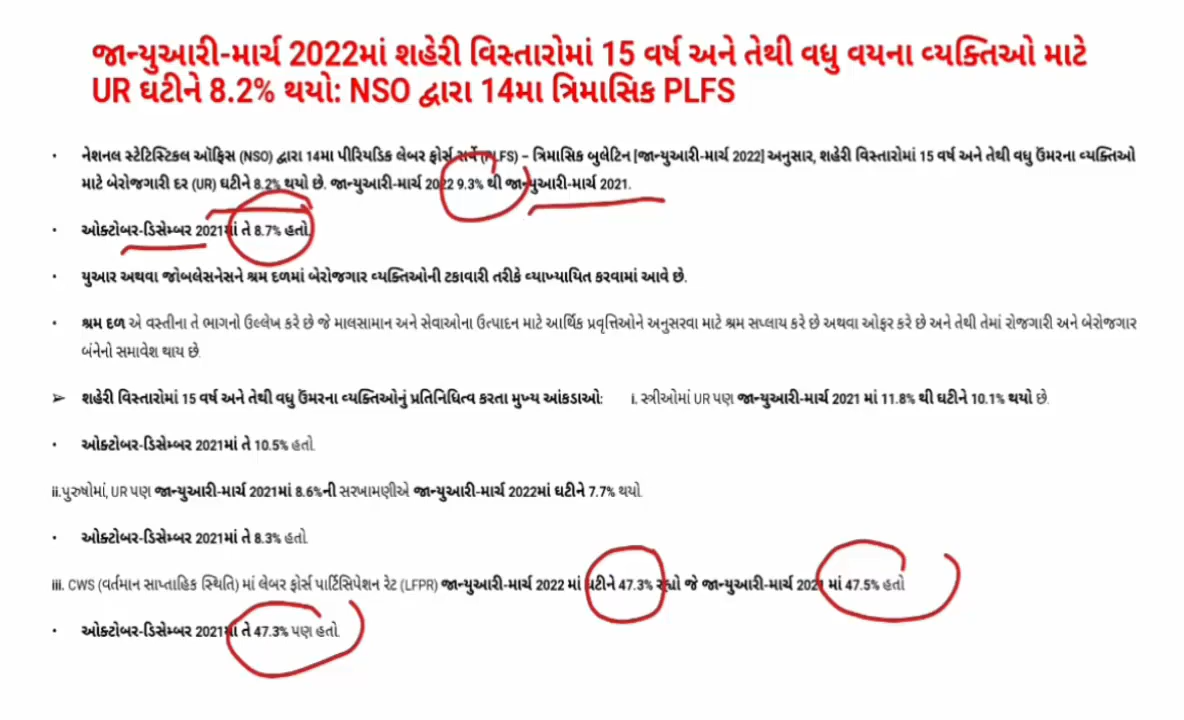 જાન્યુઆરી-માર્ચ 2022માં શહેરી વિસ્તારોમાં 15 વર્ષ અને તેથી વધુ વયના વ્યક્તિઓ માટે
UR ઘટીને 8.2% થયો: NSO દ્વારા 14મા ત્રિમાસિક PLFS
• નેશનલ સ્ટેટિસ્ટિકલ ઑફિસ (NSO) દ્વારા 14મા પીરિયડિક લેબર ફોર્સ સર્વે (PLFS) – ત્રિમાસિક બુલેટિન [જાન્યુઆરી-માર્ચ 2022] અનુસાર, શહેરી વિસ્તારોમાં 15 વર્ષ અને તેથી વધુ ઉંમરના વ્યક્તિઓ
માટે બેરોજગારી દર (UR) ઘટીને 8.2% થયો છે. જાન્યુઆરી-માર્ચ 2022 9.3% થી જાન્યુઆરી-માર્ચ 2021.
• ઓક્ટોબર-ડિસેમ્બર 2021માં તે 8.7% હતો.
• યુઆર અથવા જોબલેસનેસને શ્રમ દળમાં બેરોજગાર વ્યક્તિઓની ટકાવારી તરીકે વ્યાખ્યાયિત કરવામાં આવે છે.
• શ્રમ દળ એ વસ્તીના તે ભાગનો ઉલ્લેખ કરે છે જે માલસામાન અને સેવાઓના ઉત્પાદન માટે આર્થિક પ્રવૃત્તિઓને અનુસરવા માટે શ્રમ સપ્લાય કરે છે અથવા ઓફર કરે છે અને તેથી તેમાં રોજગારી અને બેરોજગાર
બંનેનો સમાવેશ થાય છે.
➢ શહેરી વિસ્તારોમાં 15 વર્ષ અને તેથી વધુ ઉંમરના વ્યક્તિઓનું પ્રતિનિધિત્વ કરતા મુખ્ય આંકડાઓ: i. સ્ત્રીઓમાં UR પણ જાન્યુઆરી-માર્ચ 2021 માં 11.8% થી ઘટીને 10.1% થયો છે.
• ઓક્ટોબર-ડિસેમ્બર 2021માં તે 10.5% હતો.
ii.પુરુષોમાં, UR પણ જાન્યુઆરી-માર્ચ 2021માં 8.6%ની સરખામણીએ જાન્યુઆરી-માર્ચ 2022માં ઘટીને 7.7% થયો.
• ઓક્ટોબર-ડિસેમ્બર 2021માં તે 8.3% હતો.
iii. CWS (વર્તમાન સાપ્તાહિક સ્થિતિ) માં લેબર ફોર્સ પાર્ટિસિપેશન રેટ (LFPR) જાન્યુઆરી-માર્ચ 2022 માં ઘટીને 47.3% રહ્યો જે જાન્યુઆરી-માર્ચ 2021 માં 47.5% હતો
• ઓક્ટોબર-ડિસેમ્બર 2021માં તે 47.3% પણ હતો.